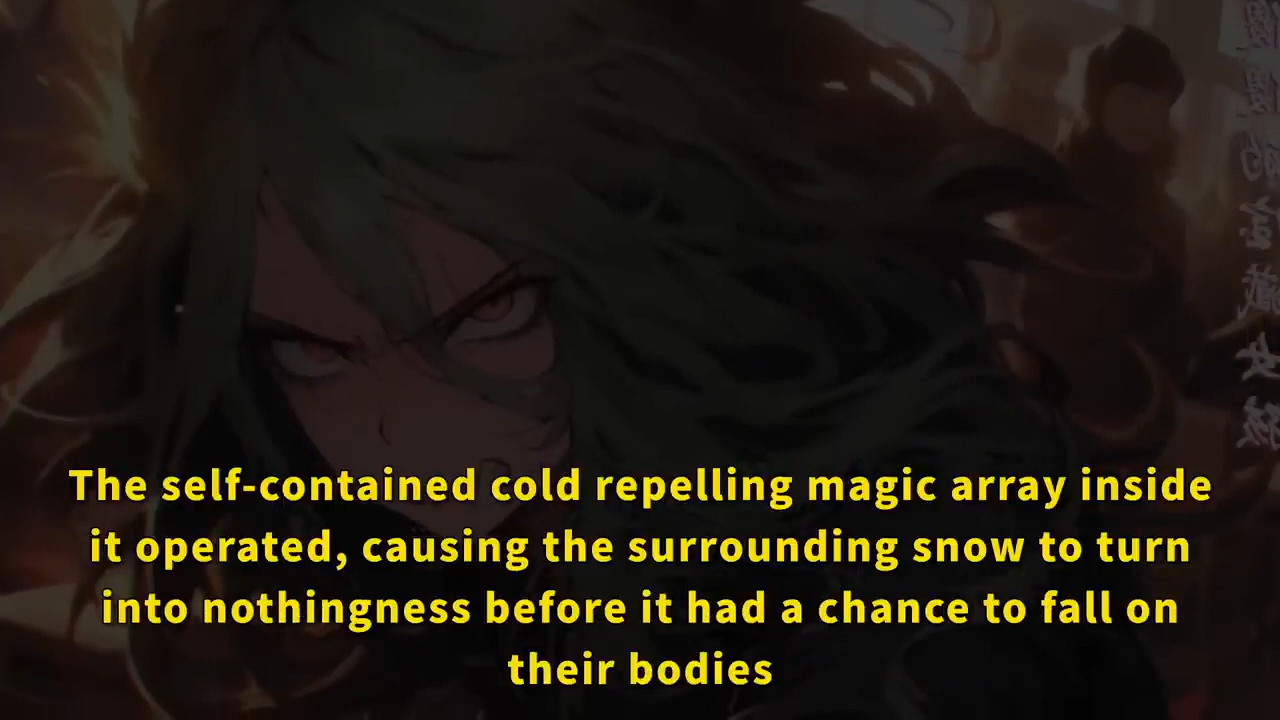 The self-contained cold repelling magic array inside
it operated, causing the surrounding snow to turn
into nothingness before it had a chance to fall on
their bodies